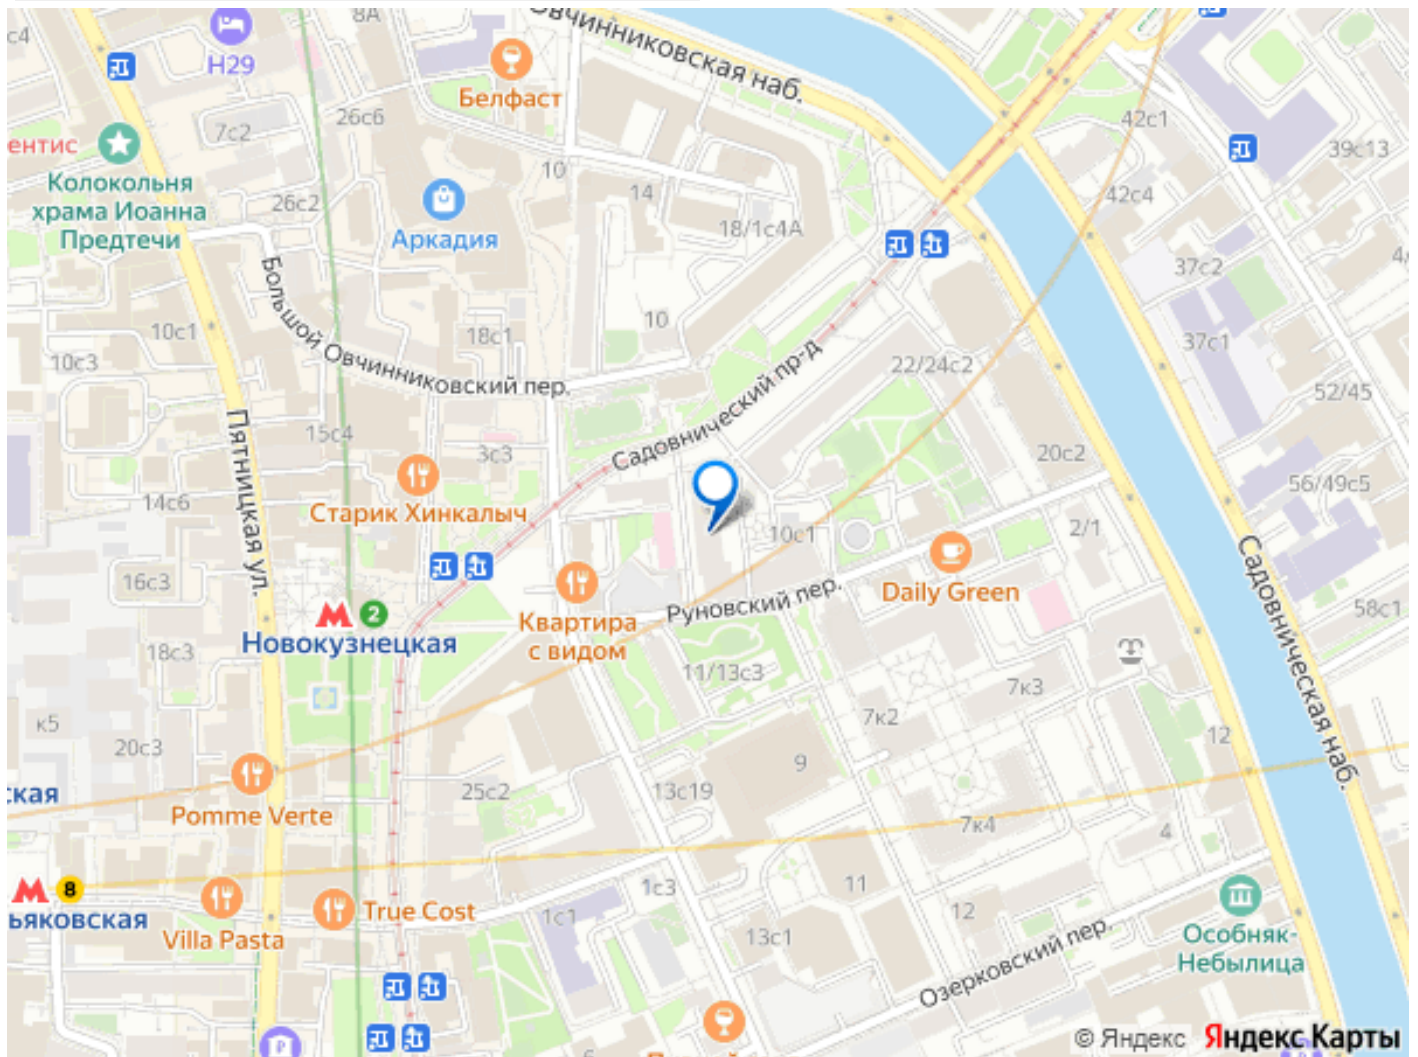 8А
с4
Овчинниковская наб.
Н29
Белфаст
42с1
26с6
7с2
39с13
ентис
Колокольня
храма Иоанна
Предтечи
10
14
42с4
26с2
18/1с4А
Аркадия
37с2
Большой Овчинниковский пер.
10с1
18с1
10
10с3
37с1
Садовнический пр-д
22/24с2
52/45
Пятницкая ул.
15с4
3с3
20с2
56/49с5
14с6
Старик Хинкалыч
10с1
2/1
Садовническая наб.
16с3
Daily Green
Руновский пер.
58с1
2
Новокузнецкая
Квартира
с видом
18с3
11/13с3
7к3
к5
7к2
12
20с3
9
ская
25с2
13с19
Pomme Verte
7к4
4
8
ьяковская
1с3
11
True Cost
1с1
12
Villa Pasta
13с1
Особняк-
Небылица
Озерковский пер.
6
© Яндекс
Яндекс Карты